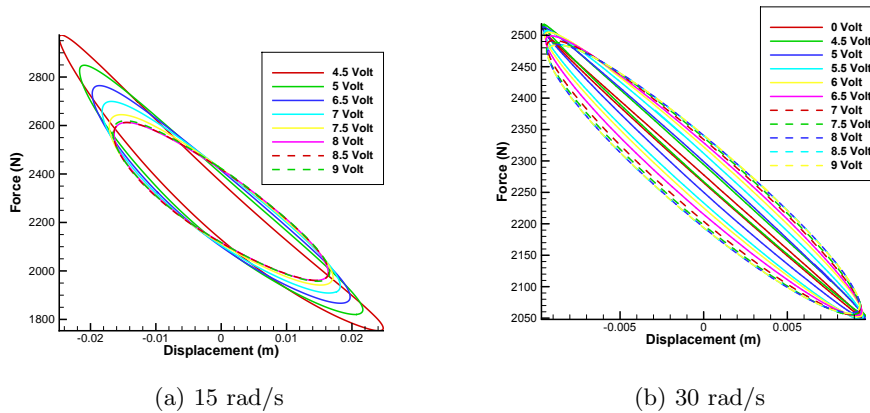 4.5 Volt
5 Volt
6.5 Volt
7 Volt
7.5 Volt
8 Volt
8.5 Volt
9 Volt
Force (N)
2800
2600
2400
2200
2000
1800
-0.02
-0.01
0
0.01
0.02
Displacement (m)
(a) 15 rad/s
0 Volt
4.5 Volt
5 Volt
5.5 Volt
6 Volt
6.5 Volt
7 Volt
7.5 Volt
8 Volt
8.5 Volt
9 Volt
Force (N)
2500
2450
2400
2350
2300
2250
2200
2150
2100
2050
-0.005
0
0.005
Displacement (m)
(b) 30 rad/s